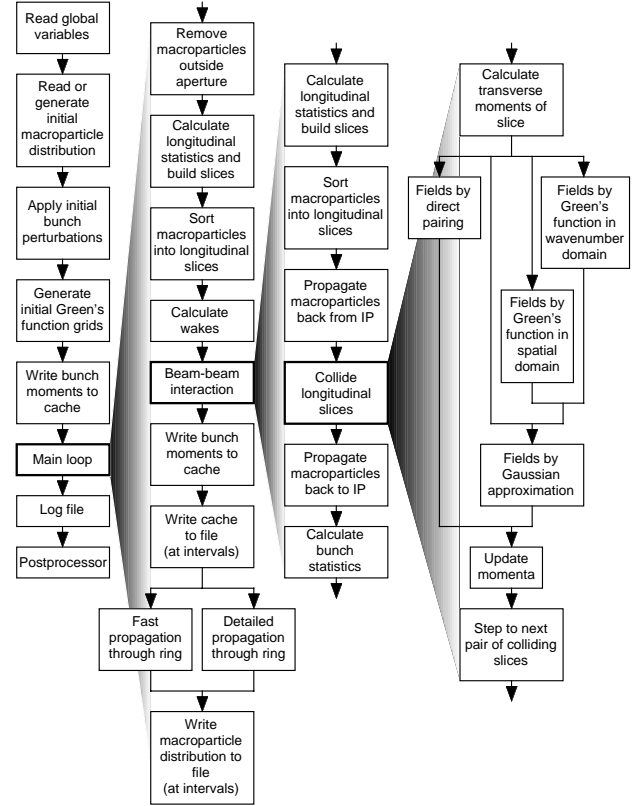 Read global
variables
Read or
generate
initial
macroparticle
distribution
Apply initial
bunch
perturbations
Generate
initial Green's
function grids
Write bunch
moments to
cache
Main loop
Log file
Postprocessor
Remove
macroparticles
outside
aperture
Calculate
longitudinal
statistics and
build slices
Sort macroparticles
into longitudinal
slices
Calculate
wakes
Beam-beam
interaction
Write bunch
moments to
cache
Write cache
to file
(at intervals)
Fast
propagation
through ring
Detailed
propagation
through ring
Write
macroparticle
distribution to
file
(at intervals)
Calculate
longitudinal
statistics and
build slices
Sort
macroparticles
into longitudinal
slices
Propagate
macroparticles
back from IP
Collide
longitudinal
slices
Propagate
macroparticles
back to IP
Calculate
bunch
statistics
Calculate
transverse
moments of
slice
Fields by
direct
pairing
Fields by
Green's
function in
wavenumber
domain
Fields by
Green's
function in
spatial
domain
Fields by
Gaussian
approximation
Update
momenta
Step to next
pair of colliding
slices